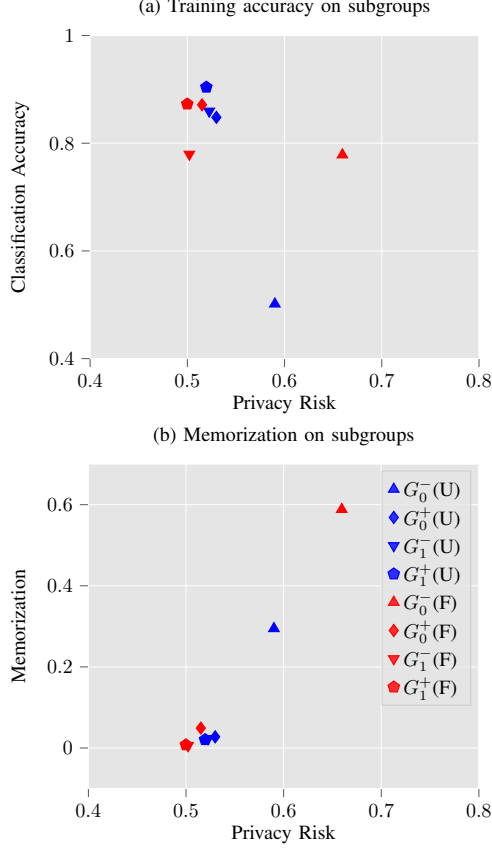 (a) Training accuracy on subgroups
1
0.8
0.6
0.4
Classification Accuracy
0.4 0.5 0.6 0.7 0.8
Privacy Risk
(b) Memorization on subgroups
0.6
0.4
0.2
0
Memorization
G₀⁻(U)
G₀⁺(U)
G₁⁻(U)
G₁⁺(U)
G₀⁻(F)
G₀⁺(F)
G₁⁻(F)
G₁⁺(F)
0.4 0.5 0.6 0.7 0.8
Privacy Risk